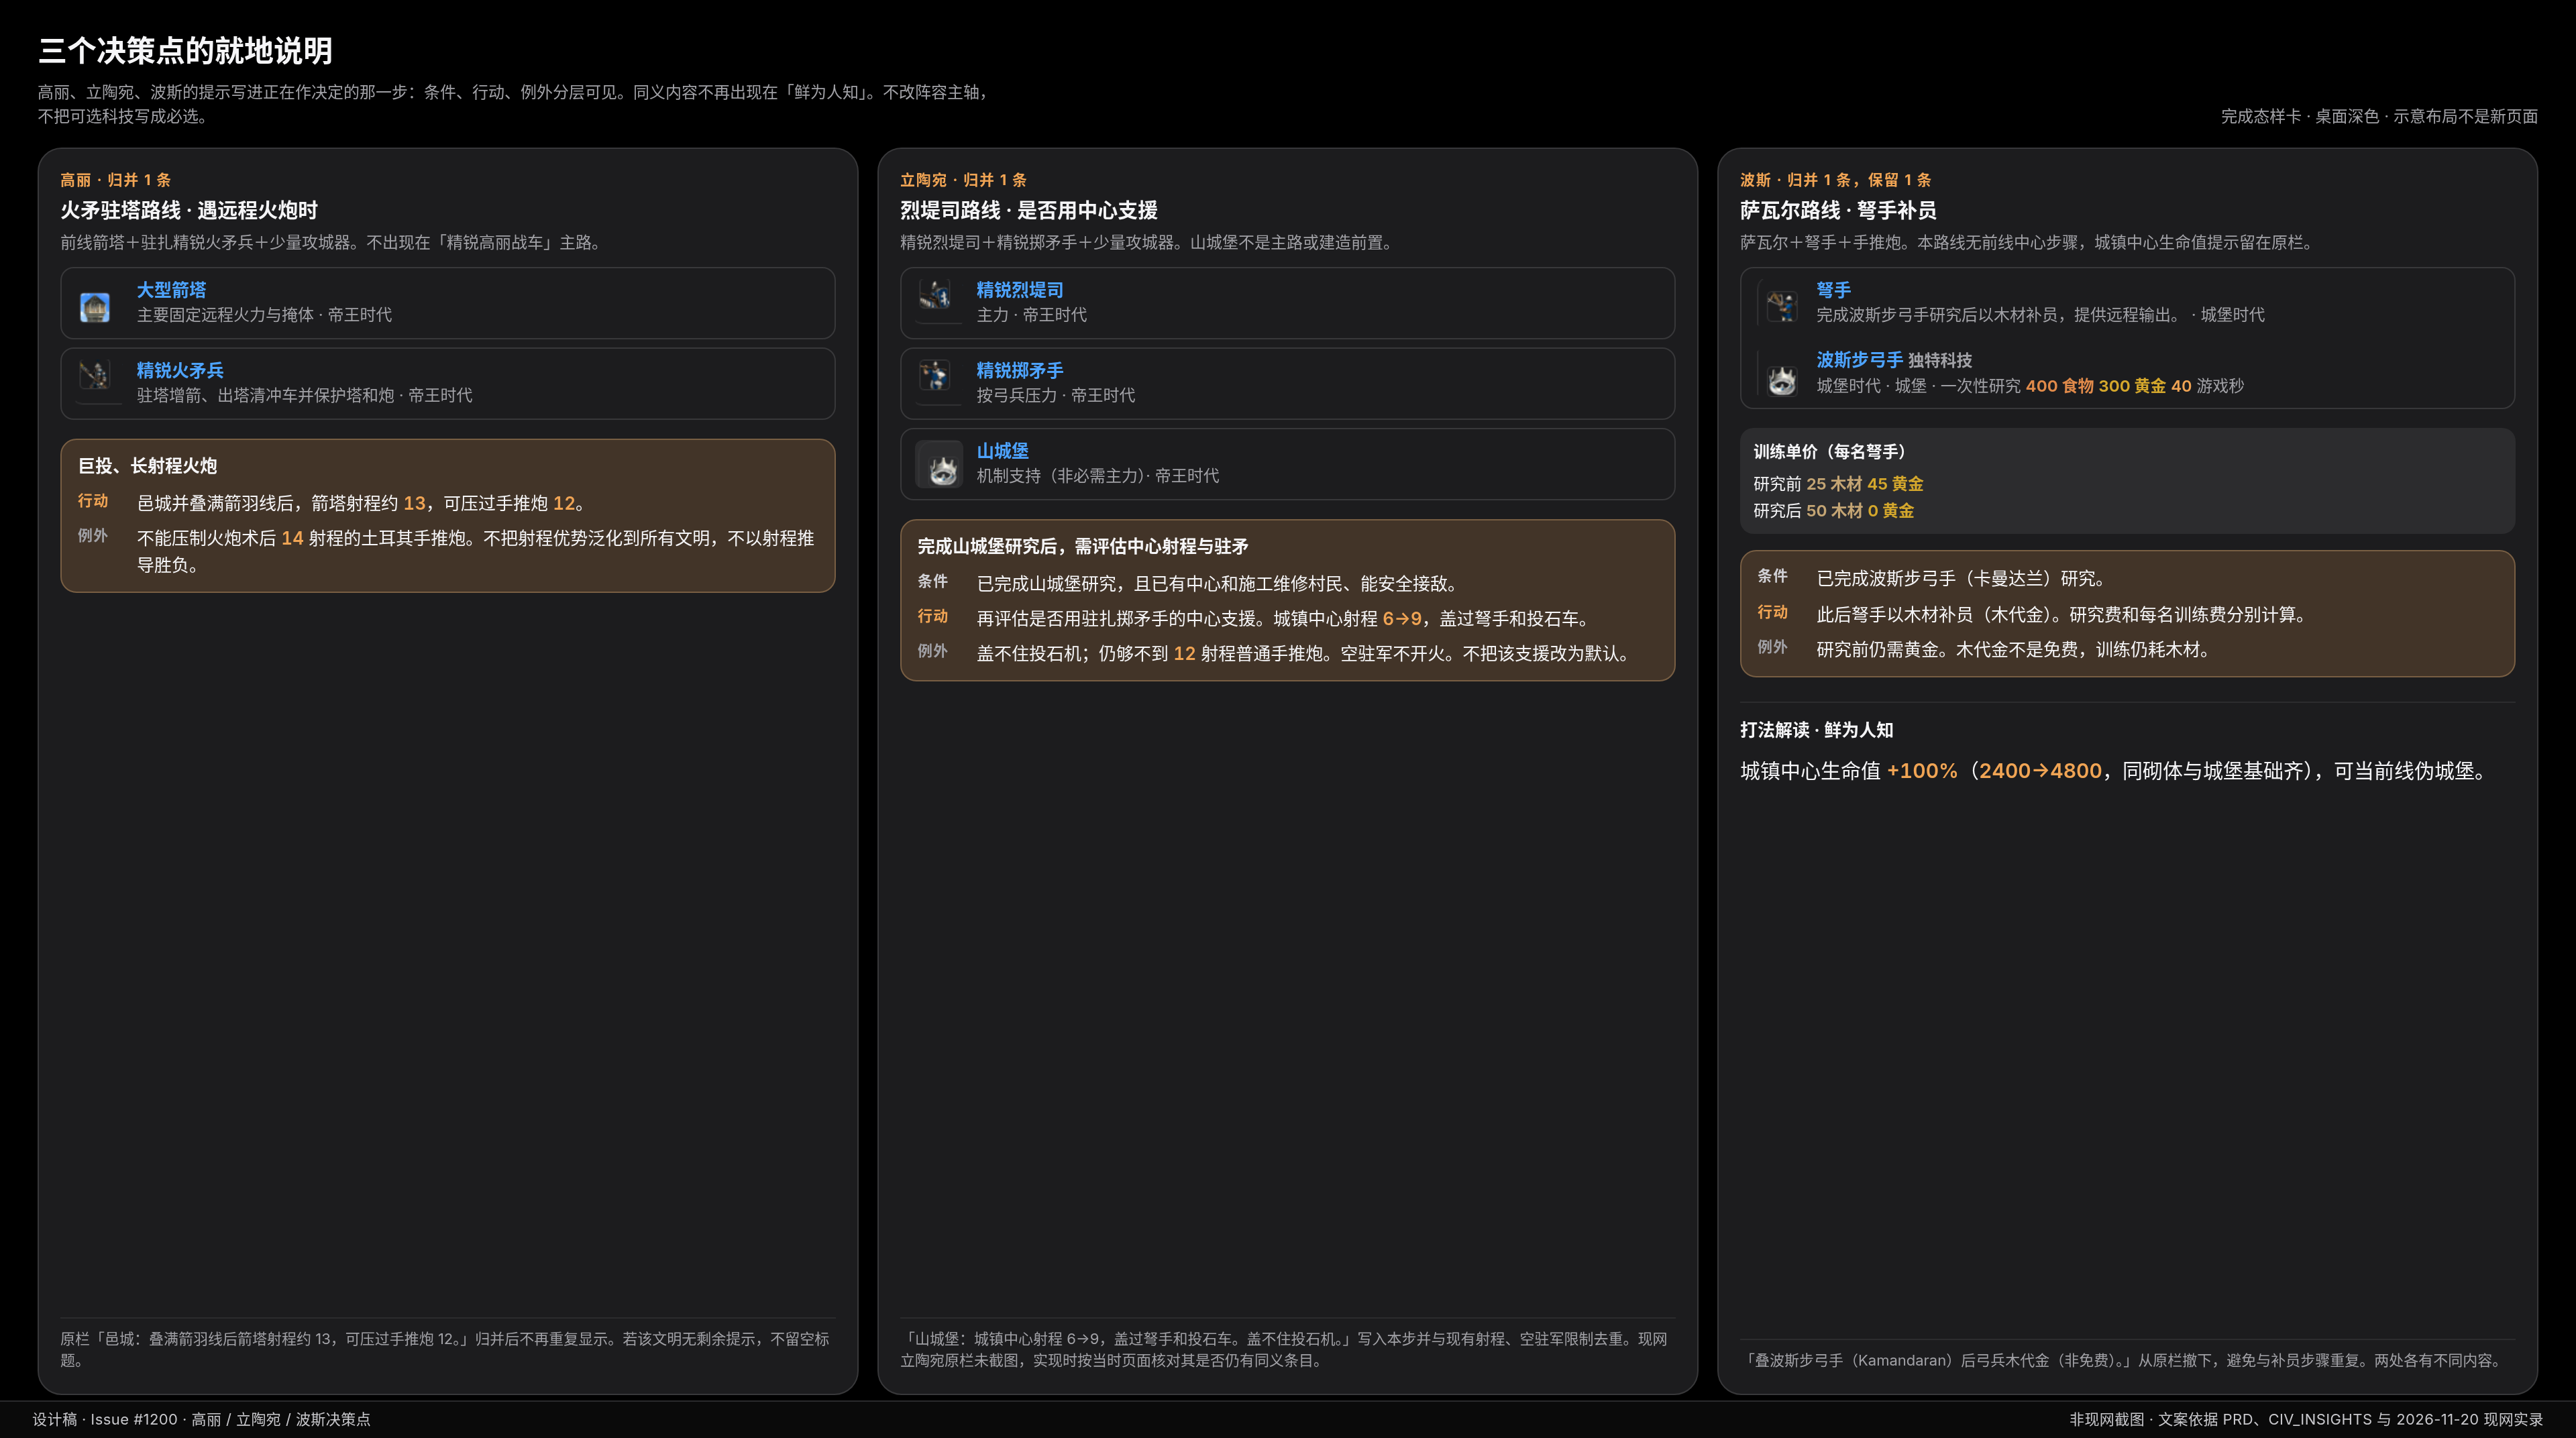 三个决策点的就地说明
高丽、立陶宛、波斯的提示写进正在作决定的那一步：条件、行动、例外分层可见。同义内容不再出现在「鲜为人知」。不改阵容主轴，
不把可选科技写成必选。
完成态样卡 · 桌面深色 · 示意布局不是新页面
高丽 · 归并 1 条
火矛驻塔路线 · 遇远程火炮时
前线箭塔＋驻扎精锐火矛兵＋少量攻城器。不出现在「精锐高丽战车」主路。
大型箭塔
主要固定远程火力与掩体 · 帝王时代
精锐火矛兵
驻塔增箭、出塔清冲车并保护塔和炮 · 帝王时代
巨投、长射程火炮
行动 邑城并叠满箭羽线后，箭塔射程约 13，可压过手推炮 12。
例外 不能压制火炮术后 14 射程的土耳其手推炮。不把射程优势泛化到所有文明，不以射程推
导胜负。
原栏「邑城：叠满箭羽线后箭塔射程约 13，可压过手推炮 12。」归并后不再重复显示。若该文明无剩余提示，不留空标
题。
立陶宛 · 归并 1 条
烈堤司路线 · 是否用中心支援
精锐烈堤司＋精锐掷矛手＋少量攻城器。山城堡不是主路或建造前置。
精锐烈堤司
主力 · 帝王时代
精锐掷矛手
按弓兵压力 · 帝王时代
山城堡
机制支持（非必需主力）· 帝王时代
完成山城堡研究后，需评估中心射程与驻矛
条件 已完成山城堡研究，且已有中心和施工维修村民、能安全接敌。
行动 再评估是否用驻扎掷矛手的中心支援。城镇中心射程 6→9，盖过弩手和投石车。
例外 盖不住投石机；仍够不到 12 射程普通手推炮。空驻军不开火。不把该支援改为默认。
「山城堡：城镇中心射程 6→9，盖过弩手和投石车。盖不住投石机。」写入本步并与现有射程、空驻军限制去重。现网
立陶宛原栏未截图，实现时按当时页面核对其是否仍有同义条目。
波斯 · 归并 1 条，保留 1 条
萨瓦尔路线 · 弩手补员
萨瓦尔＋弩手＋手推炮。本路线无前线中心步骤，城镇中心生命值提示留在原栏。
弩手
完成波斯步弓手研究后以木材补员，提供远程输出。 · 城堡时代
波斯步弓手 独特科技
城堡时代 · 城堡 · 一次性研究 400 食物 300 黄金 40 游戏秒
训练单价（每名弩手）
研究前 25 木材 45 黄金
研究后 50 木材 0 黄金
条件 已完成波斯步弓手（卡曼达兰）研究。
行动 此后弩手以木材补员（木代金）。研究费和每名训练费分别计算。
例外 研究前仍需黄金。木代金不是免费，训练仍耗木材。
打法解读 · 鲜为人知
城镇中心生命值 +100%（2400→4800，同砌体与城堡基础齐），可当前线伪城堡。
「叠波斯步弓手（Kamandaran）后弓兵木代金（非免费）。」从原栏撤下，避免与补员步骤重复。两处各有不同内容。
设计稿 · Issue #1200 · 高丽 / 立陶宛 / 波斯决策点
非现网截图 · 文案依据 PRD、CIV_INSIGHTS 与 2026-11-20 现网实录